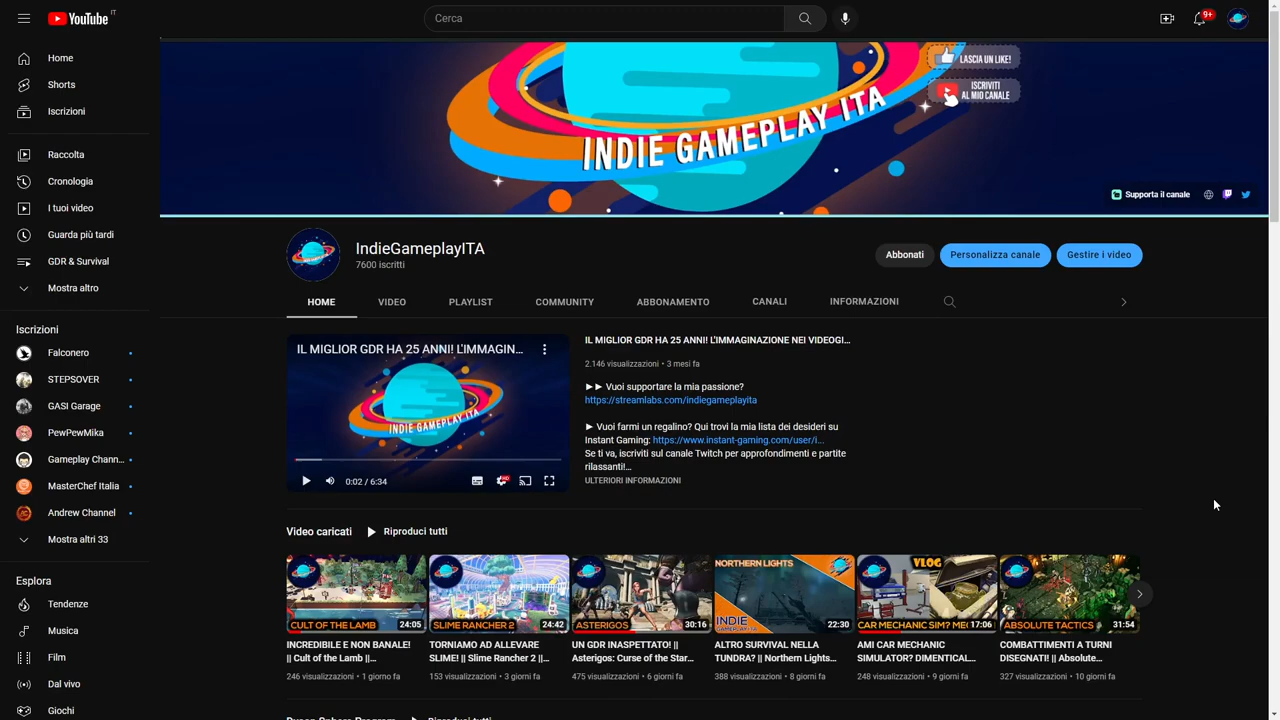 YouTube IT
Cerca
9+
Home
Shorts
Iscrizioni
Raccolta
Cronologia
I tuoi video
Guarda più tardi
GDR & Survival
Mostra altro
Iscrizioni
Falconero
STEPSOVER
GASI Garage
PewPewMika
Gameplay Chann...
MasterChef Italia
Andrew Channel
Mostra altri 33
Esplora
Tendenze
Musica
Film
Dal vivo
Giochi
INDIE GAMEPLAY ITA
LASCIA UN LIKE!
ISCRIVITI
AL MIO CANALE
Supporta il canale
IndieGameplayITA
7600 iscritti
Abbonati
Personalizza canale
Gestire i video
HOME
VIDEO
PLAYLIST
COMMUNITY
ABBONAMENTO
CANALI
INFORMAZIONI
IL MIGLIOR GDR HA 25 ANNI! L'IMMAGIN...
INDIE GAMEPLAY ITA
0:02 / 6:34
HD
IL MIGLIOR GDR HA 25 ANNI! L'IMMAGINAZIONE NEI VIDEOGI...
2.146 visualizzazioni • 3 mesi fa
►► Vuoi supportare la mia passione?
https://streamlabs.com/indiegameplayita
► Vuoi farmi un regalino? Qui trovi la mia lista dei desideri su
Instant Gaming: https://www.instant-gaming.com/user/i...
Se ti va, iscriviti sul canale Twitch per approfondimenti e partite
rilassanti!...
ULTERIORI INFORMAZIONI
Video caricati
Riproduci tutti
CULT OF THE LAMB
24:05
INCREDIBILE E NON BANALE!
|| Cult of the Lamb ||...
246 visualizzazioni • 1 giorno fa
SLIME RANCHER 2
24:42
TORNIAMO AD ALLEVARE
SLIME! || Slime Rancher 2 ||...
153 visualizzazioni • 3 giorni fa
ASTERIGOS
30:16
UN GDR INASPETTATO! ||
Asterigos: Curse of the Star...
475 visualizzazioni • 6 giorni fa
NORTHERN LIGHTS
INDIE
22:30
ALTRO SURVIVAL NELLA
TUNDRA? || Northern Lights...
388 visualizzazioni • 8 giorni fa
VLOG
CAR MECHANIC SIM?
17:06
AMI CAR MECHANIC
SIMULATOR? DIMENTICAL...
248 visualizzazioni • 9 giorni fa
ABSOLUTE TACTICS
31:54
COMBATTIMENTI A TURNI
DISEGNATI! || Absolute...
327 visualizzazioni • 10 giorni fa
Dyson Sphere Program
Riproduci tutti